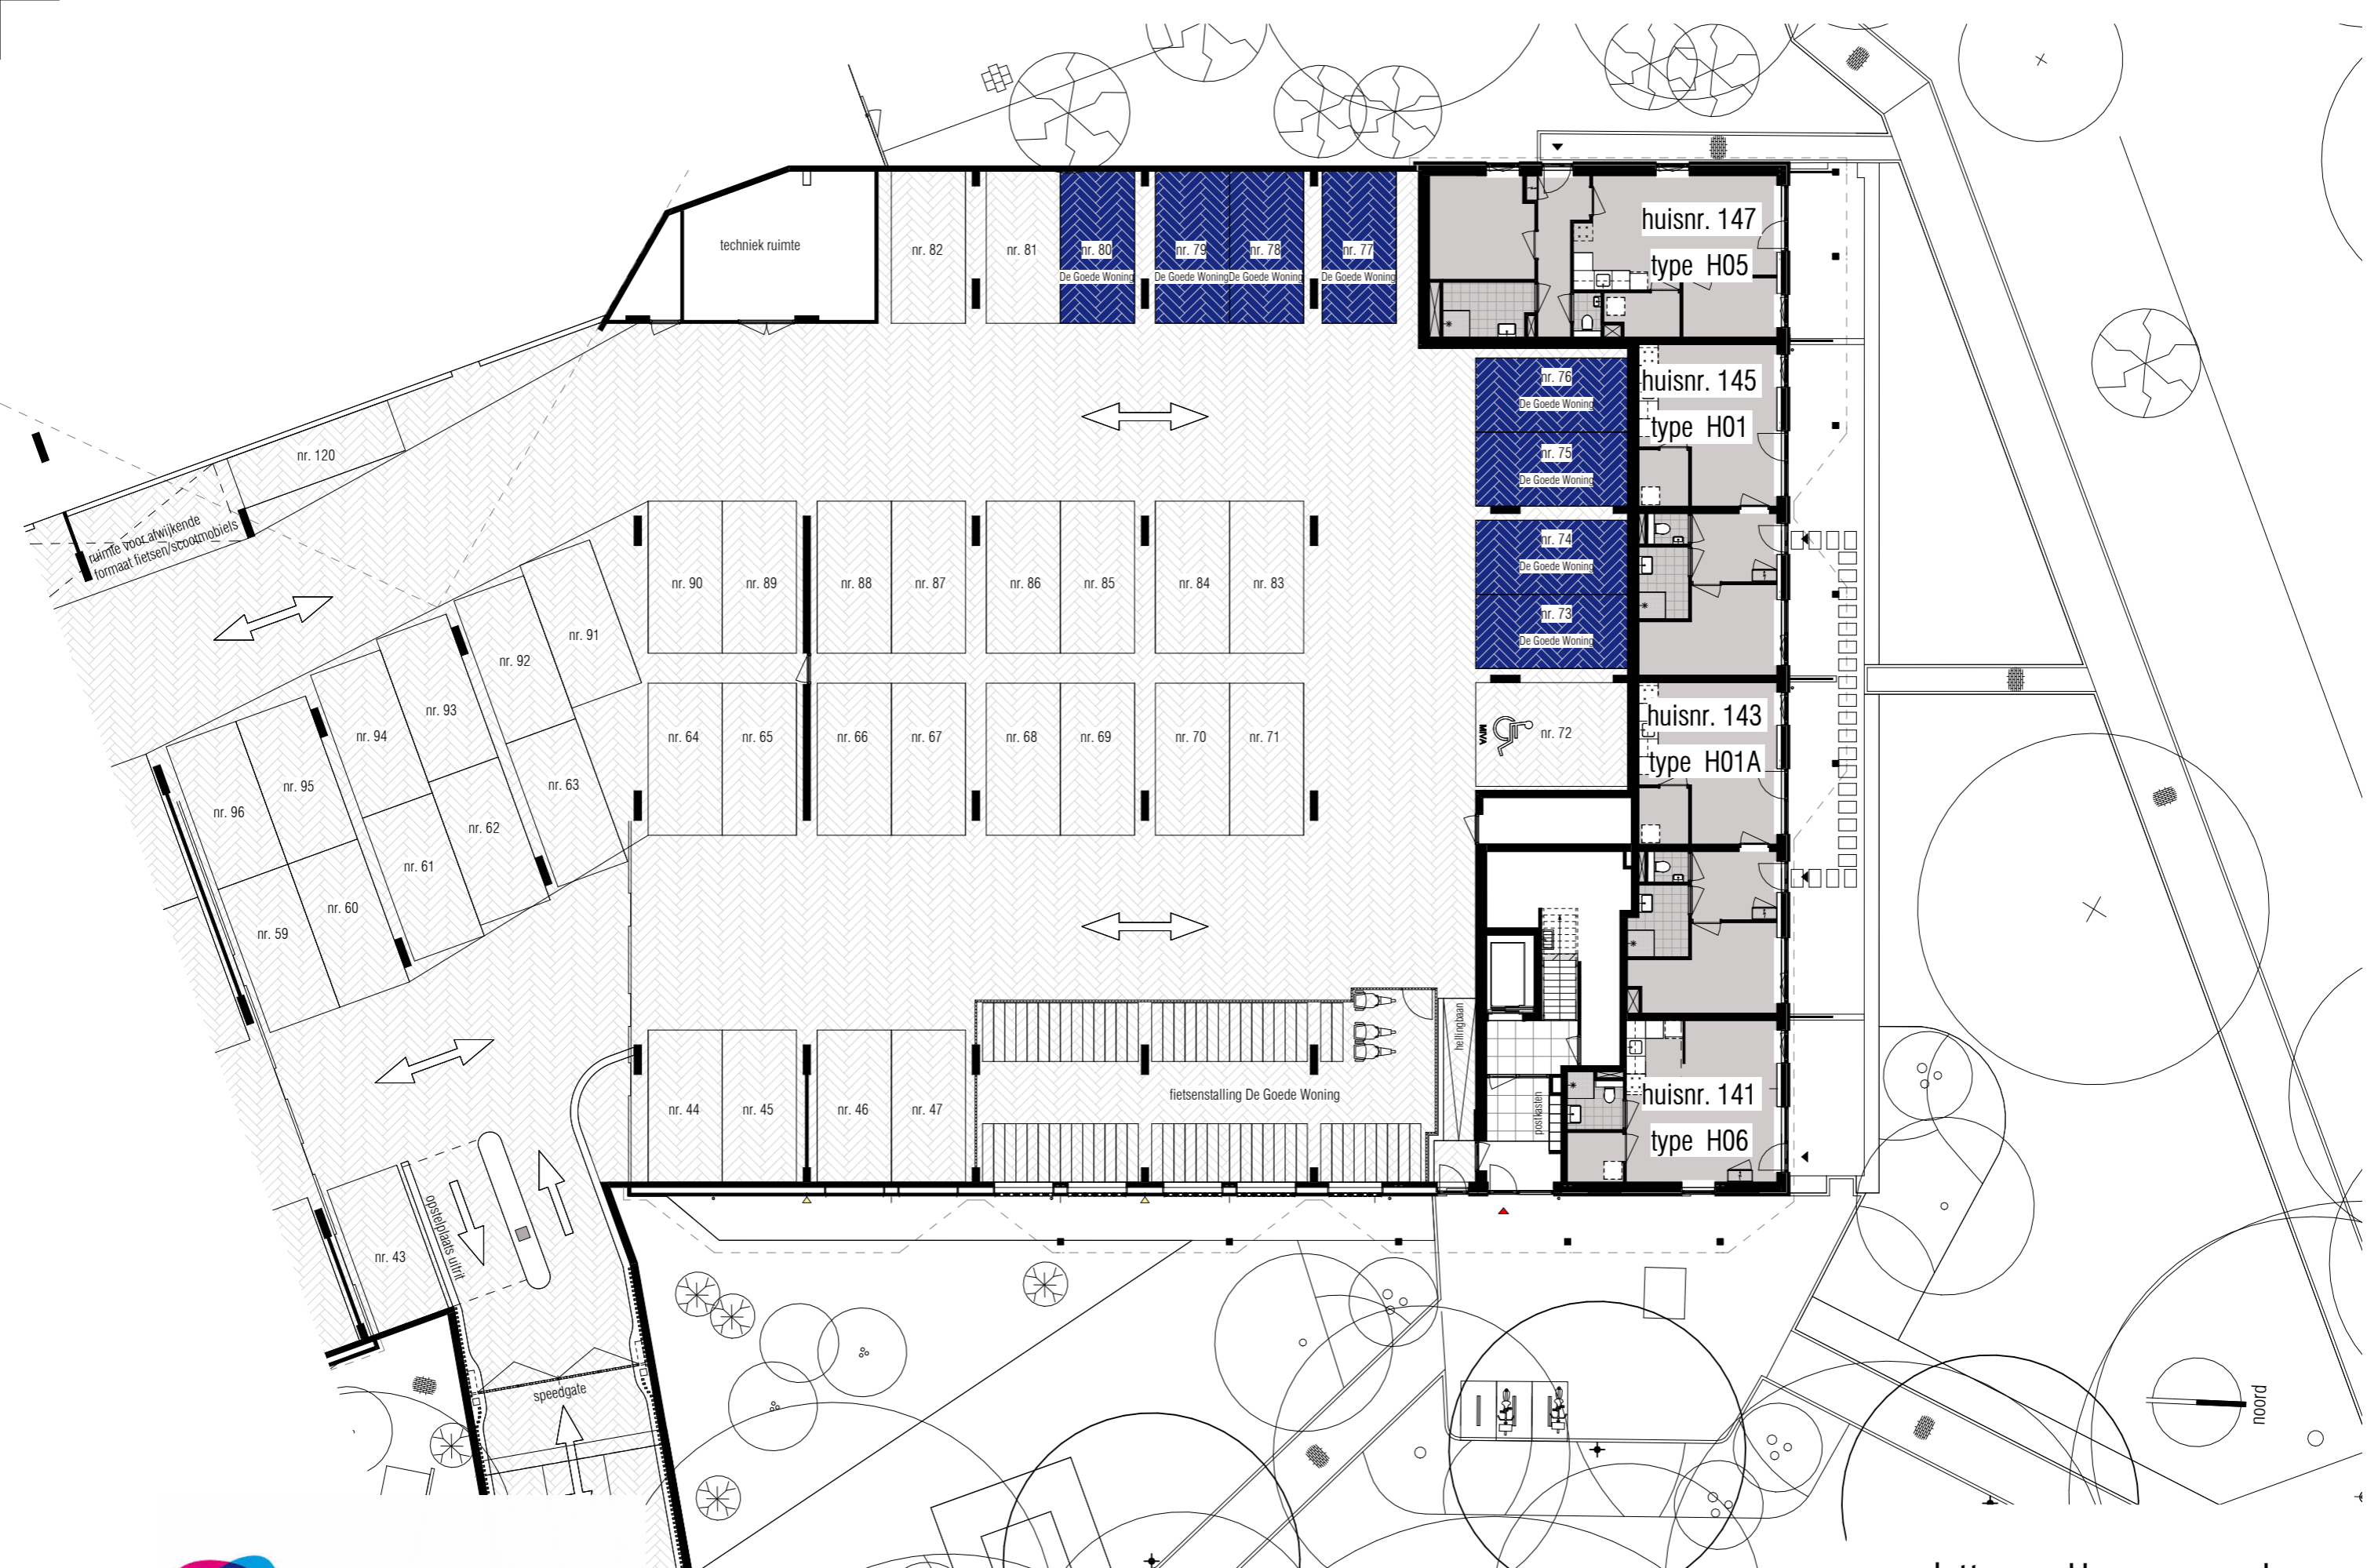 techniek ruimte
nr. 82
nr. 81
nr. 80
De Goede Woning
nr. 79
De Goede Woning
nr. 78
De Goede Woning
nr. 77
De Goede Woning
huisnr. 147
type H05
nr. 76
De Goede Woning
nr. 75
De Goede Woning
huisnr. 145
type H01
nr. 120
ruimte voor afwijkende
formaat fietsen/scootmobiels
nr. 74
De Goede Woning
nr. 73
De Goede Woning
nr. 90
nr. 89
nr. 88
nr. 87
nr. 86
nr. 85
nr. 84
nr. 83
nr. 91
nr. 92
nr. 93
nr. 94
nr. 95
nr. 96
nr. 64
nr. 65
nr. 66
nr. 67
nr. 68
nr. 69
nr. 70
nr. 71
MIVA
nr. 72
huisnr. 143
type H01A
nr. 63
nr. 62
nr. 61
nr. 60
nr. 59
hellingbaan
fietsenstalling De Goede Woning
nr. 44
nr. 45
nr. 46
nr. 47
postkasten
huisnr. 141
type H06
opstelplaats uitrit
nr. 43
speedgate
noord